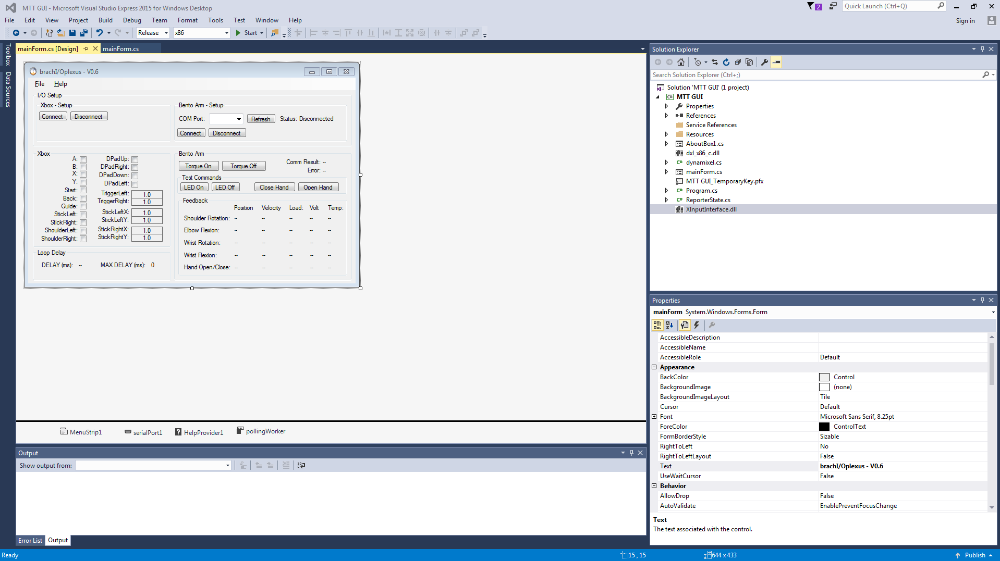 MTT GUI - Microsoft Visual Studio Express 2015 for Windows Desktop
2
Quick Launch (Ctrl+Q)
File Edit View Project Build Debug Team Format Tools Test Window Help
Sign in
Release x86 Start
Toolbox
Data Sources
mainForm.cs [Design] mainForm.cs
brachI/Oplexus - V0.6
File Help
I/O Setup
Xbox - Setup
Connect Disconnect
Bento Arm - Setup
COM Port: Refresh Status: Disconnected
Connect Disconnect
Xbox
A:
B:
X:
Y:
Start:
Back:
Guide:
StickLeft:
StickRight:
ShoulderLeft:
ShoulderRight:
DPadUp:
DPadRight:
DPadDown:
DPadLeft:
TriggerLeft: 1.0
TriggerRight: 1.0
StickLeftX: 1.0
StickLeftY: 1.0
StickRightX: 1.0
StickRightY: 1.0
Loop Delay
DELAY (ms): -- MAX DELAY (ms): 0
Bento Arm
Torque On Torque Off
Comm Result: --
Error: --
Test Commands
LED On LED Off Close Hand Open Hand
Feedback
Position Velocity Load: Volt Temp:
Shoulder Rotation: -- -- -- -- --
Elbow Flexion: -- -- -- -- --
Wrist Rotation: -- -- -- -- --
Wrist Flexion: -- -- -- -- --
Hand Open/Close: -- -- -- -- --
MenuStrip1 serialPort1 HelpProvider1 pollingWorker
Output
Show output from:
Error List Output
Solution Explorer
Search Solution Explorer (Ctrl+;)
Solution 'MTT GUI' (1 project)
C# MTT GUI
Properties
References
Service References
Resources
AboutBox1.cs
dxl_x86_c.dll
C# dynamixel.cs
mainForm.cs
MTT GUI_TemporaryKey.pfx
C# Program.cs
C# ReporterState.cs
XInputInterface.dll
Properties
mainForm System.Windows.Forms.Form
AccessibleDescription
AccessibleName
AccessibleRole Default
Appearance
BackColor Control
BackgroundImage (none)
BackgroundImageLayout Tile
Cursor Default
Font Microsoft Sans Serif, 8.25pt
ForeColor ControlText
FormBorderStyle Sizable
RightToLeft No
RightToLeftLayout False
Text brachI/Oplexus - V0.6
UseWaitCursor False
Behavior
AllowDrop False
AutoValidate EnablePreventFocusChange
Text
The text associated with the control.
Ready 15 , 15 644 x 433 Publish